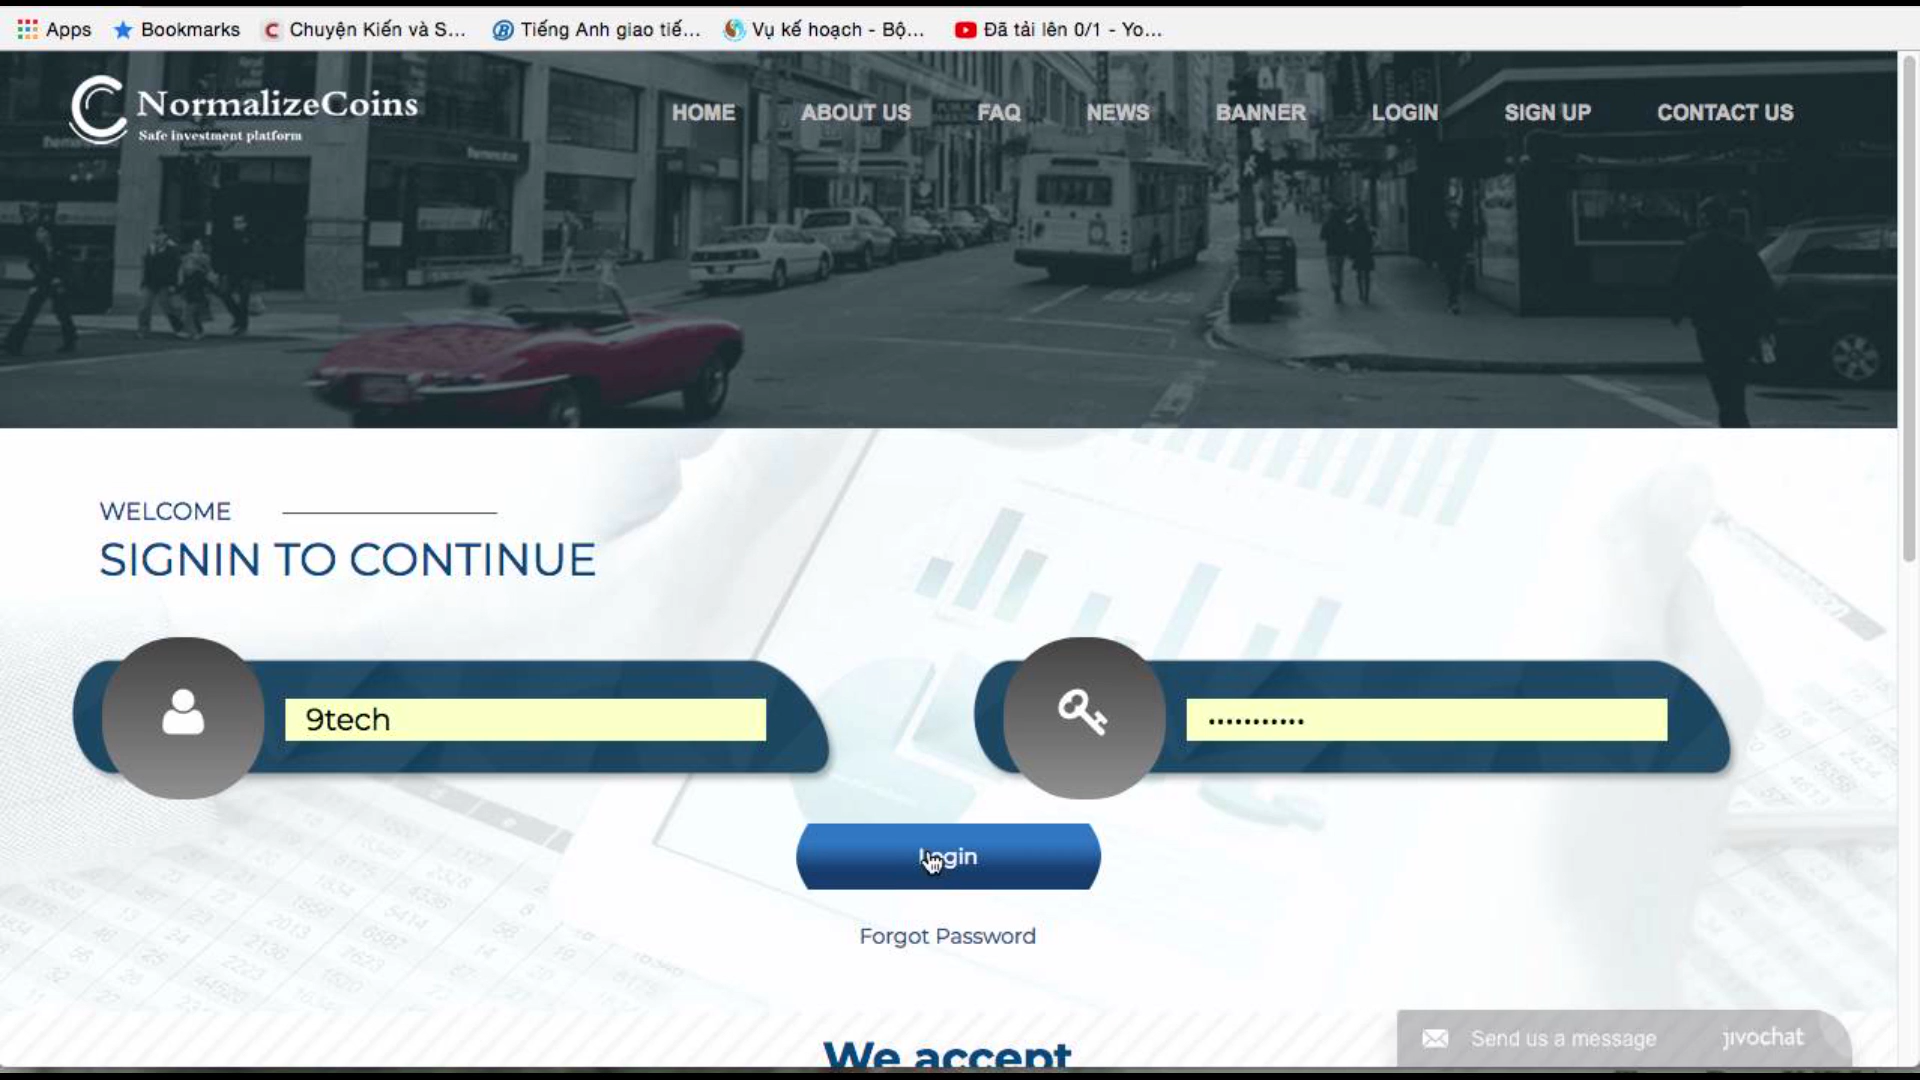 Apps
Bookmarks
Chuyện Kiến và S...
Tiếng Anh giao tiế...
Vụ kế hoạch - Bộ...
Đã tải lên 0/1 - Yo...
NormalizeCoins
Safe investment platform
HOME
ABOUT US
FAQ
NEWS
BANNER
LOGIN
SIGN UP
CONTACT US
BUS
WELCOME
SIGNIN TO CONTINUE
9tech
•••••••••••
Login
Forgot Password
We accept
Send us a message
jivochat